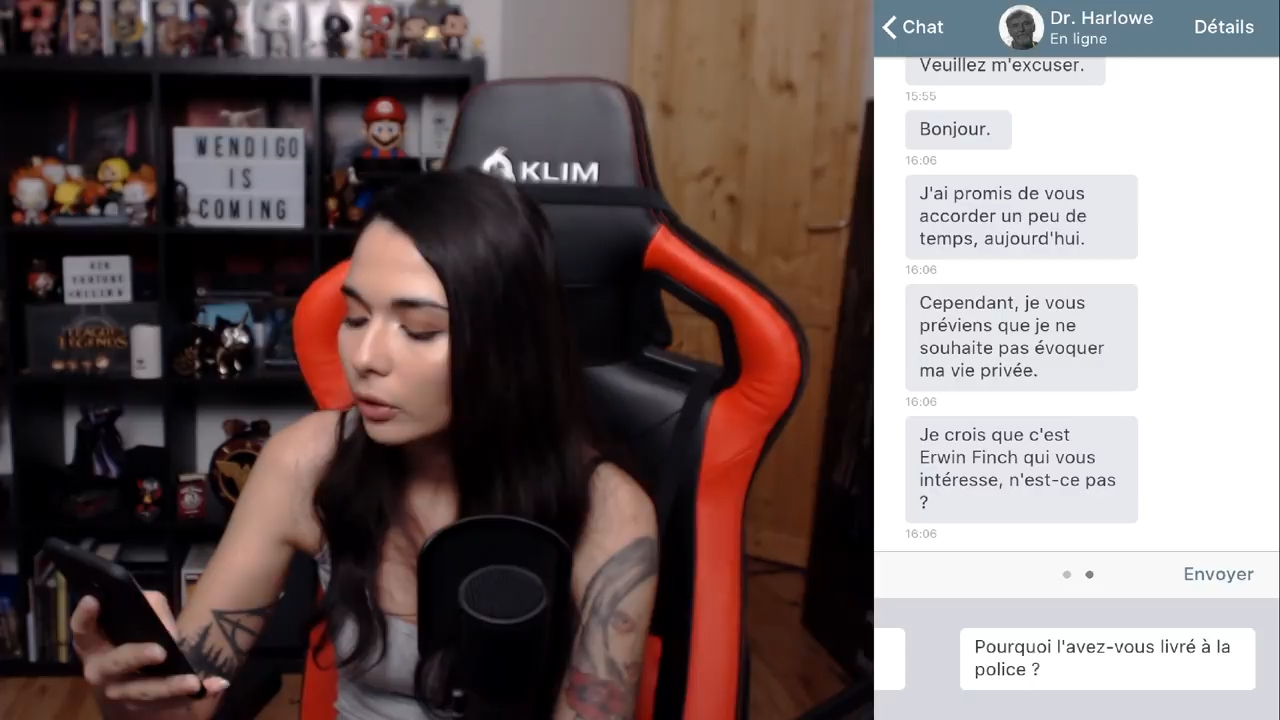 WENDIGO
IS
COMING
KLIM
LEAGUE OF
LEGENDS
Chat
Dr. Harlowe
En ligne
Détails
Veuillez m'excuser.
15:55
Bonjour.
16:06
J'ai promis de vous
accorder un peu de
temps, aujourd'hui.
16:06
Cependant, je vous
préviens que je ne
souhaite pas évoquer
ma vie privée.
16:06
Je crois que c'est
Erwin Finch qui vous
intéresse, n'est-ce pas
?
16:06
Envoyer
Pourquoi l'avez-vous livré à la
police ?